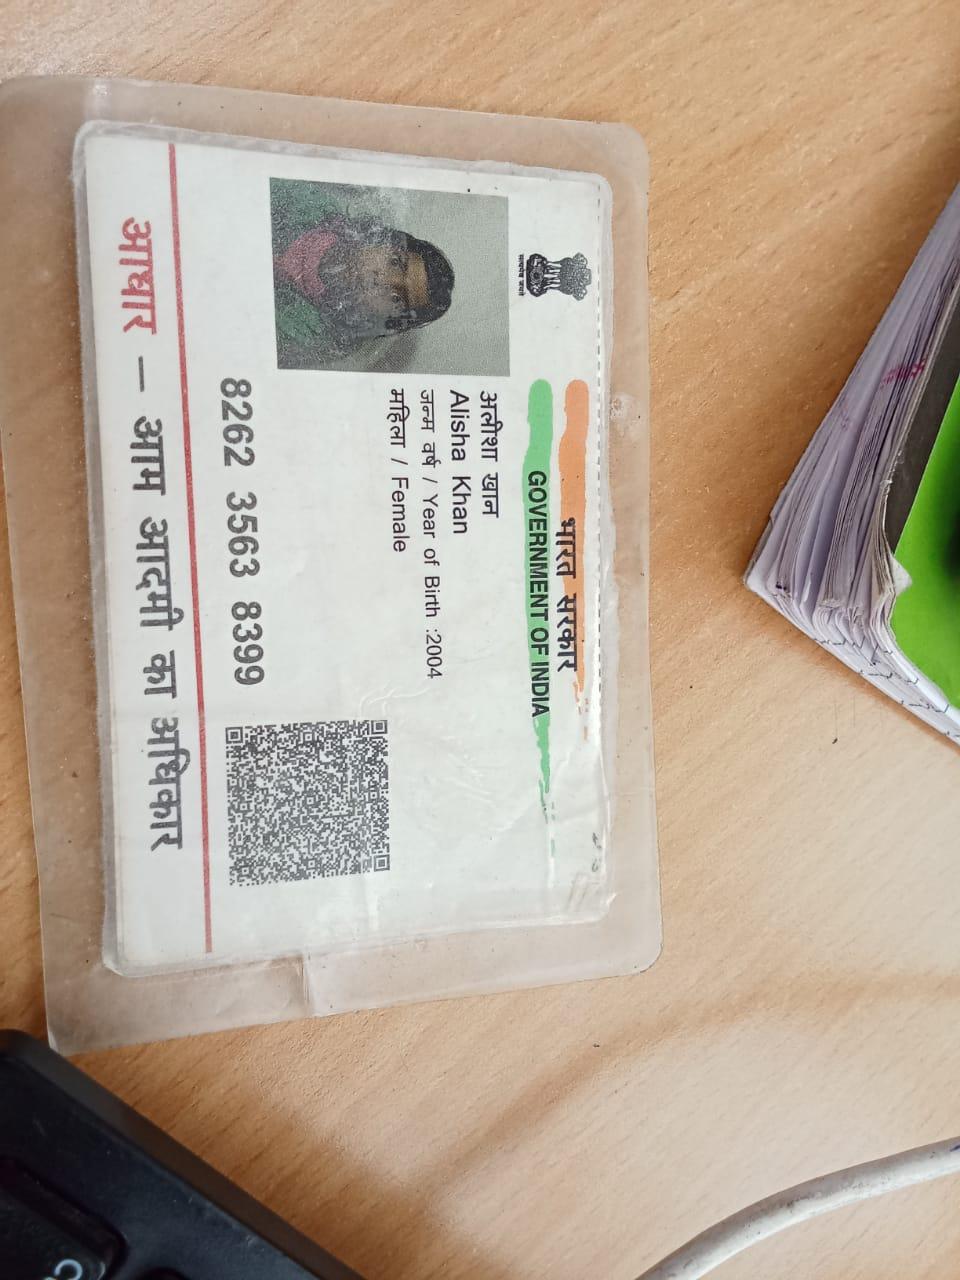 भारत सरकार
GOVERNMENT OF INDIA
सत्यमेव जयते
अलीशा खान
Alisha Khan
जन्म वर्ष / Year of Birth :2004
महिला / Female
8262 3563 8399
आधार – आम आदमी का अधिकार